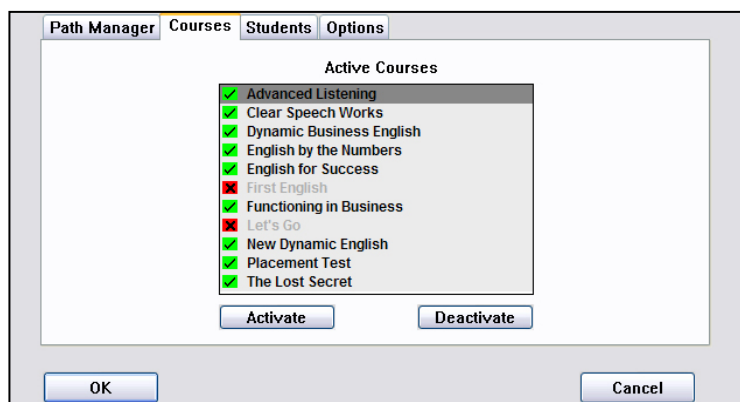 Path Manager Courses Students Options
Active Courses
Advanced Listening
Clear Speech Works
Dynamic Business English
English by the Numbers
English for Success
First English
Functioning in Business
Let's Go
New Dynamic English
Placement Test
The Lost Secret
Activate Deactivate
OK Cancel